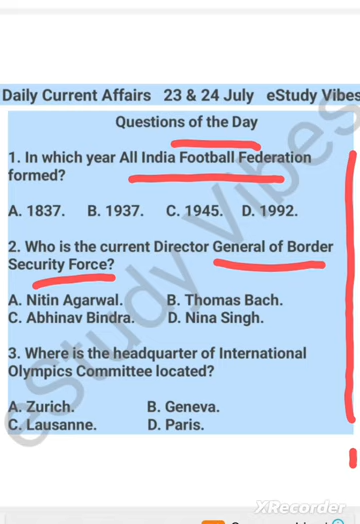 Daily Current Affairs 23 & 24 July eStudy Vibes
Questions of the Day
1. In which year All India Football Federation
formed?
A. 1837. B. 1937. C. 1945. D. 1992.
2. Who is the current Director General of Border
Security Force?
A. Nitin Agarwal. B. Thomas Bach.
C. Abhinav Bindra. D. Nina Singh.
3. Where is the headquarter of International
Olympics Committee located?
A. Zurich. B. Geneva.
C. Lausanne. D. Paris.
eStudy Vibes
XRecorder